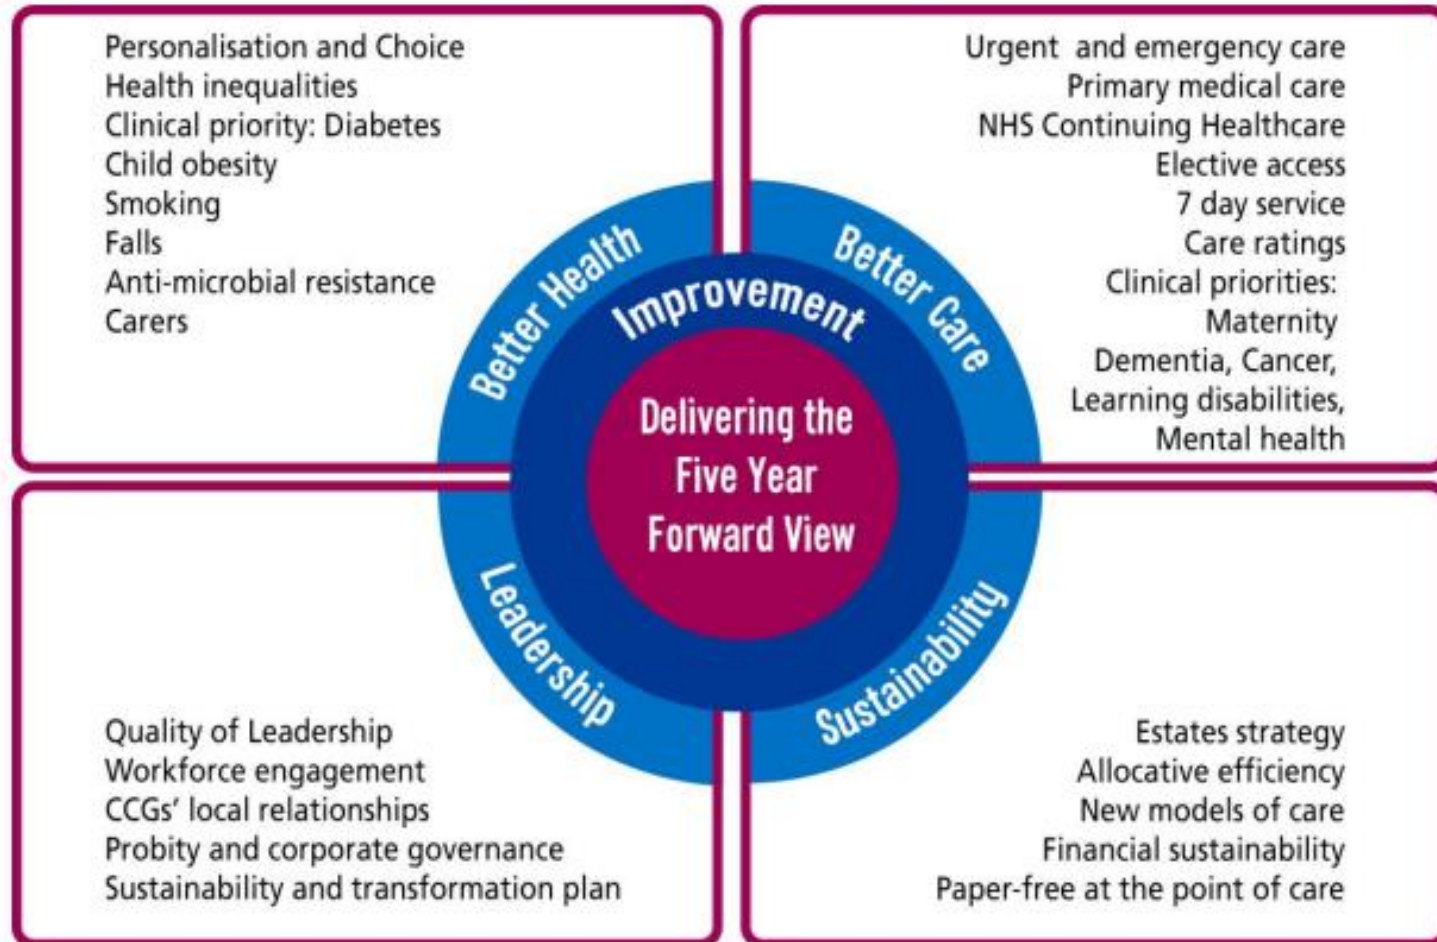 Personalisation and Choice
Health inequalities
Clinical priority: Diabetes
Child obesity
Smoking
Falls
Anti-microbial resistance
Carers
Urgent and emergency care
Primary medical care
NHS Continuing Healthcare
Elective access
7 day service
Care ratings
Clinical priorities:
Maternity
Dementia, Cancer,
Learning disabilities,
Mental health
Better Health
Better Care
Improvement
Delivering the
Five Year
Forward View
Leadership
Sustainability
Quality of Leadership
Workforce engagement
CCGs' local relationships
Probity and corporate governance
Sustainability and transformation plan
Estates strategy
Allocative efficiency
New models of care
Financial sustainability
Paper-free at the point of care